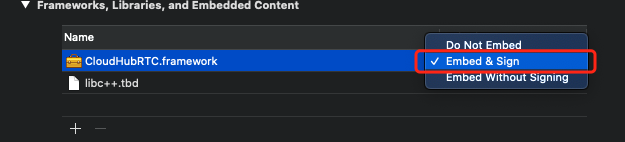 Frameworks, Libraries, and Embedded Content
Name
Do Not Embed
CloudHubRTC.framework
✓ Embed & Sign
libc++.tbd
Embed Without Signing
+ −